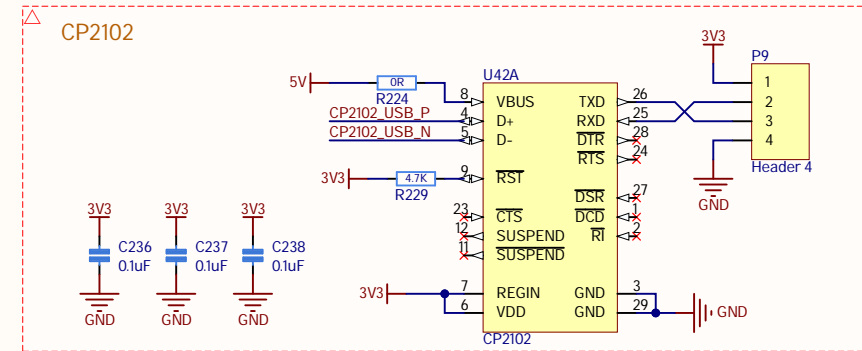 CP2102
3V3
P9
U42A
5V
0R
R224
8 VBUS TXD 26
1
CP2102_USB_P 4 D+ RXD 25
2
CP2102_USB_N 5 D- DTR 28
3
RTS 24
4
Header 4
3V3 4.7K 9 RST
R229
GND
DSR 27
23 CTS DCD 1
12 SUSPEND RI 2
11 SUSPEND
3V3 3V3 3V3
C236 C237 C238
0.1uF 0.1uF 0.1uF
GND GND GND
3V3 7 REGIN GND 3
6 VDD GND 29
GND
CP2102